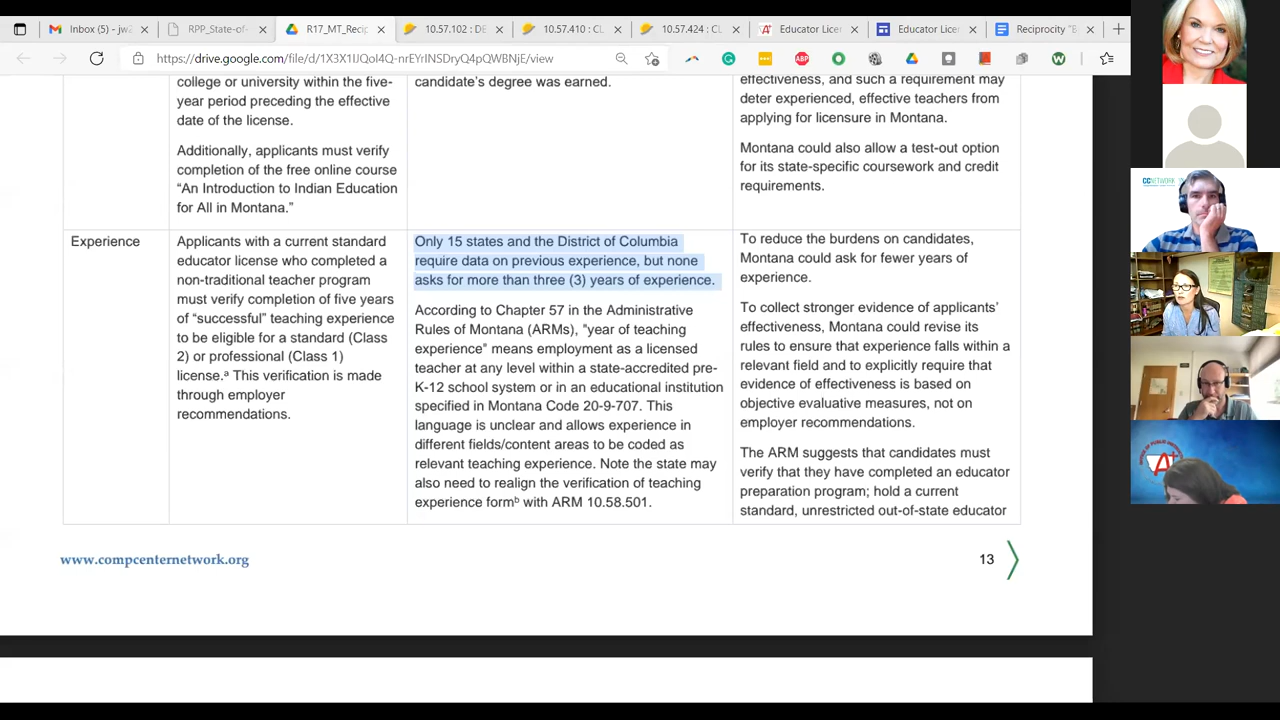 Inbox (5) - jw2
RPP_State-of-
R17_MT_Recip
10.57.102 : DE
10.57.410 : CL
10.57.424 : CL
Educator Licen
Educator Licen
Reciprocity "B
college or university within the five-
year period preceding the effective
date of the license.
Additionally, applicants must verify
completion of the free online course
“An Introduction to Indian Education
for All in Montana.”
candidate’s degree was earned.
effectiveness, and such a requirement may
deter experienced, effective teachers from
applying for licensure in Montana.
Montana could also allow a test-out option
for its state-specific coursework and credit
requirements.
Experience
Applicants with a current standard
educator license who completed a
non-traditional teacher program
must verify completion of five years
of “successful” teaching experience
to be eligible for a standard (Class
2) or professional (Class 1)
license.ᵃ This verification is made
through employer
recommendations.
Only 15 states and the District of Columbia
require data on previous experience, but none
asks for more than three (3) years of experience.
According to Chapter 57 in the Administrative
Rules of Montana (ARMs), "year of teaching
experience" means employment as a licensed
teacher at any level within a state-accredited pre-
K-12 school system or in an educational institution
specified in Montana Code 20-9-707. This
language is unclear and allows experience in
different fields/content areas to be coded as
relevant teaching experience. Note the state may
also need to realign the verification of teaching
experience formᵇ with ARM 10.58.501.
To reduce the burdens on candidates,
Montana could ask for fewer years of
experience.
To collect stronger evidence of applicants’
effectiveness, Montana could revise its
rules to ensure that experience falls within a
relevant field and to explicitly require that
evidence of effectiveness is based on
objective evaluative measures, not on
employer recommendations.
The ARM suggests that candidates must
verify that they have completed an educator
preparation program; hold a current
standard, unrestricted out-of-state educator
www.compcenternetwork.org
13
CCNETWORK